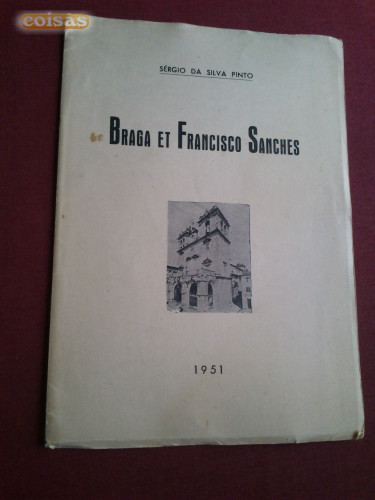 coisas
SÉRGIO DA SILVA PINTO
BRAGA ET FRANCISCO SANCHES
1951